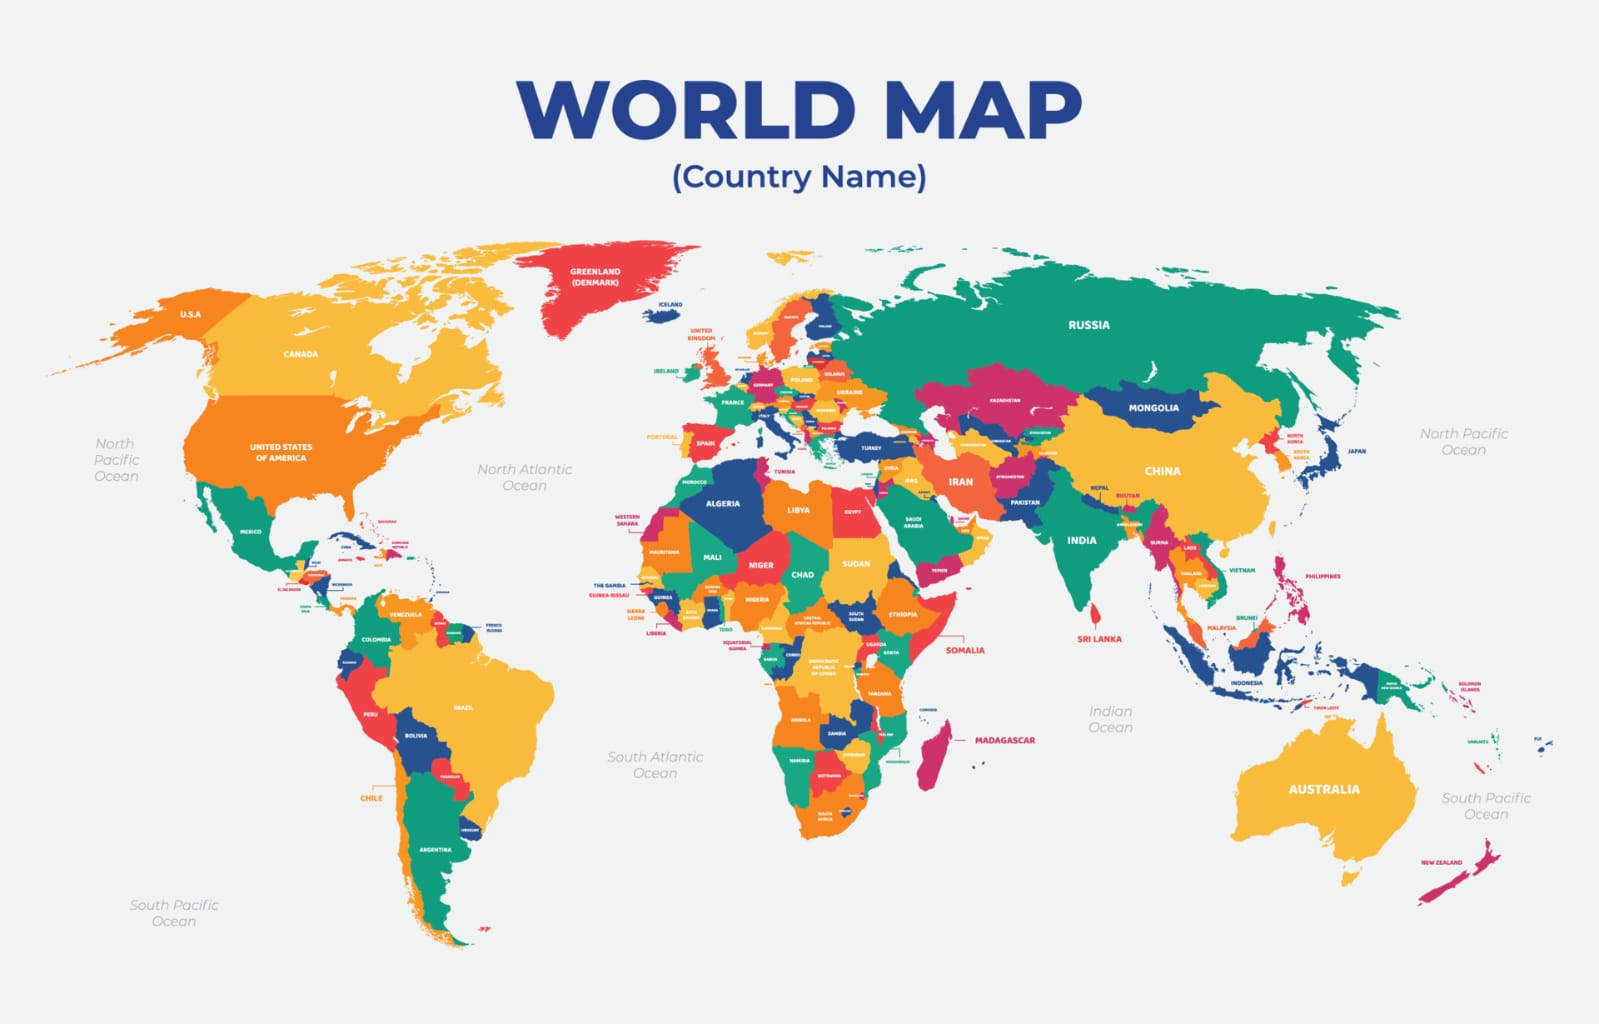 WORLD MAP
(Country Name)
GREENLAND
(DENMARK)
ICELAND
U.S.A
CANADA
RUSSIA
UNITED
KINGDOM
IRELAND
GERMANY
POLAND
BELARUS
UKRAINE
FRANCE
ITALY
KAZAKHSTAN
MONGOLIA
North
Pacific
Ocean
UNITED STATES
OF AMERICA
North Atlantic
Ocean
PORTUGAL
SPAIN
TURKEY
CHINA
NORTH
KOREA
SOUTH
KOREA
JAPAN
North Pacific
Ocean
TUNISIA
MOROCCO
SYRIA
IRAQ
IRAN
AFGHANISTAN
PAKISTAN
NEPAL
BHUTAN
ALGERIA
LIBYA
EGYPT
SAUDI
ARABIA
WESTERN
SAHARA
MEXICO
CUBA
INDIA
BURMA
LAOS
THAILAND
VIETNAM
PHILIPPINES
MAURITANIA
MALI
NIGER
CHAD
SUDAN
YEMEN
THE GAMBIA
GUINEA-BISSAU
GUINEA
SIERRA
LEONE
LIBERIA
TOGO
NIGERIA
CENTRAL
AFRICAN REPUBLIC
SOUTH
SUDAN
ETHIOPIA
SOMALIA
SRI LANKA
EL SALVADOR
NICARAGUA
COSTA
RICA
PANAMA
VENEZUELA
COLOMBIA
FRENCH
GUIANA
EQUATORIAL
GUINEA
GABON
CONGO
DEMOCRATIC
REPUBLIC
OF CONGO
UGANDA
KENYA
TANZANIA
BRUNEI
MALAYSIA
INDONESIA
PAPUA
NEW GUINEA
SOLOMON
ISLANDS
TIMOR LESTE
PERU
BRAZIL
BOLIVIA
PARAGUAY
CHILE
URUGUAY
ARGENTINA
South Atlantic
Ocean
ANGOLA
ZAMBIA
MALAWI
COMOROS
NAMIBIA
BOTSWANA
ZIMBABWE
MOZAMBIQUE
MADAGASCAR
SOUTH
AFRICA
Indian
Ocean
AUSTRALIA
VANUATU
FIJI
South Pacific
Ocean
NEW ZEALAND
South Pacific
Ocean